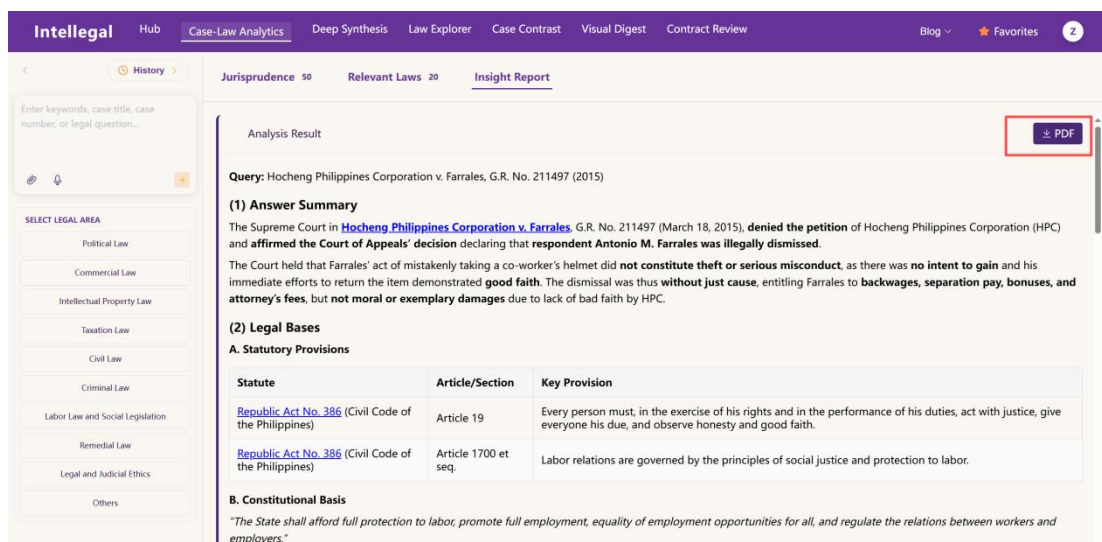 Intellegal Hub Case-Law Analytics Deep Synthesis Law Explorer Case Contrast Visual Digest Contract Review Blog Favorites Z
History
Enter keywords, case title, case
number, or legal question...
SELECT LEGAL AREA
Political Law
Commercial Law
Intellectual Property Law
Taxation Law
Civil Law
Criminal Law
Labor Law and Social Legislation
Remedial Law
Legal and Judicial Ethics
Others
Jurisprudence 50 Relevant Laws 20 Insight Report
Analysis Result PDF
Query: Hocheng Philippines Corporation v. Farrales, G.R. No. 211497 (2015)
(1) Answer Summary
The Supreme Court in Hocheng Philippines Corporation v. Farrales, G.R. No. 211497 (March 18, 2015), denied the petition of Hocheng Philippines Corporation (HPC)
and affirmed the Court of Appeals' decision declaring that respondent Antonio M. Farrales was illegally dismissed.
The Court held that Farrales' act of mistakenly taking a co-worker's helmet did not constitute theft or serious misconduct, as there was no intent to gain and his
immediate efforts to return the item demonstrated good faith. The dismissal was thus without just cause, entitling Farrales to backwages, separation pay, bonuses, and
attorney's fees, but not moral or exemplary damages due to lack of bad faith by HPC.
(2) Legal Bases
A. Statutory Provisions
Statute Article/Section Key Provision
Republic Act No. 386 (Civil Code of
the Philippines)
Article 19
Every person must, in the exercise of his rights and in the performance of his duties, act with justice, give
everyone his due, and observe honesty and good faith.
Republic Act No. 386 (Civil Code of
the Philippines)
Article 1700 et
seq.
Labor relations are governed by the principles of social justice and protection to labor.
B. Constitutional Basis
"The State shall afford full protection to labor, promote full employment, equality of employment opportunities for all, and regulate the relations between workers and
employers."